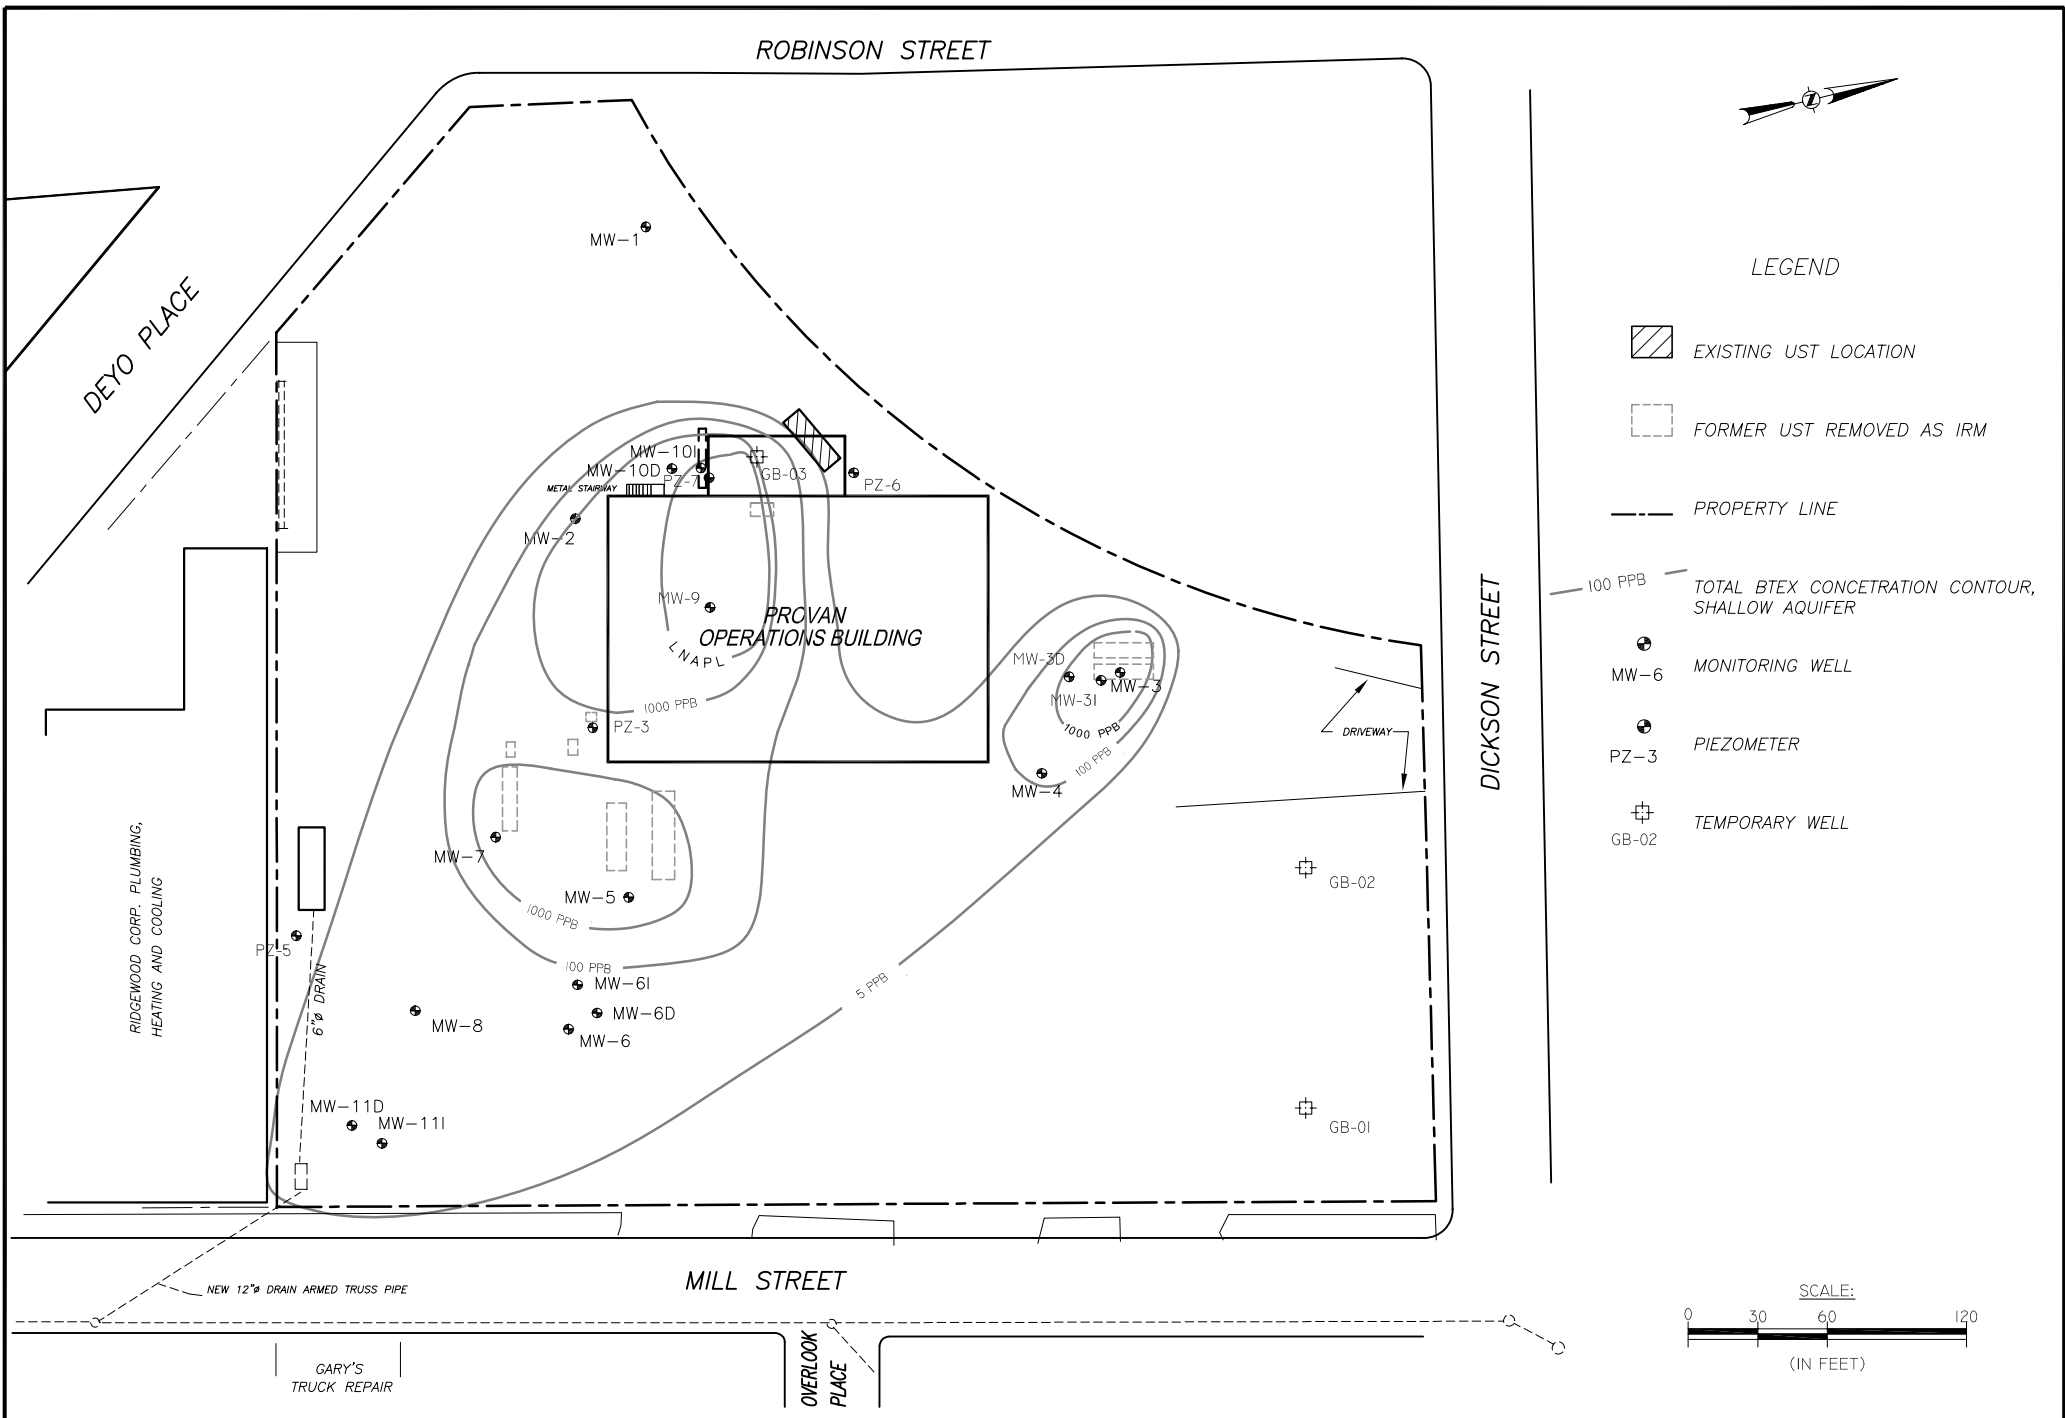 ROBINSON STREET
DEYO PLACE
MW-1
LEGEND
EXISTING UST LOCATION
FORMER UST REMOVED AS IRM
PROPERTY LINE
100 PPB
TOTAL BTEX CONCETRATION CONTOUR,
SHALLOW AQUIFER
MW-6
MONITORING WELL
PZ-3
PIEZOMETER
GB-02
TEMPORARY WELL
MW-10I
MW-10D
PZ-7
GB-03
PZ-6
METAL STAIRWAY
MW-2
MW-9
PROVAN
OPERATIONS BUILDING
LNAPL
1000 PPB
PZ-3
MW-3D
MW-3
MW-3I
1000 PPB
100 PPB
MW-4
DRIVEWAY
DICKSON STREET
MW-7
MW-5
1000 PPB
100 PPB
5 PPB
GB-02
GB-01
PZ-5
6"ø DRAIN
RIDGEWOOD CORP. PLUMBING,
HEATING AND COOLING
MW-6I
MW-6D
MW-6
MW-8
MW-11D
MW-11I
NEW 12"ø DRAIN ARMED TRUSS PIPE
MILL STREET
GARY'S
TRUCK REPAIR
OVERLOOK
PLACE
SCALE:
0 30 60 120
(IN FEET)
Z